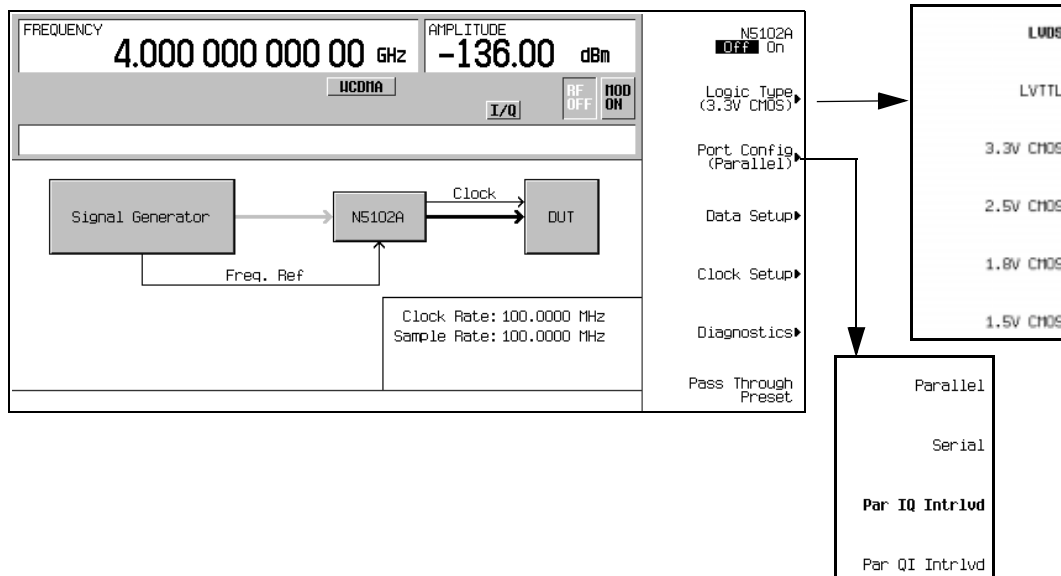 FREQUENCY
4.000 000 000 00 GHz
AMPLITUDE
-136.00 dBm
WCDMA
I/Q
RF
OFF
MOD
ON
Signal Generator
N5102A
Clock
DUT
Freq. Ref
Clock Rate: 100.0000 MHz
Sample Rate: 100.0000 MHz
N5102A
Off On
Logic Type
(3.3V CMOS)
Port Config
(Parallel)
Data Setup
Clock Setup
Diagnostics
Pass Through
Preset
LVDS
LVTTL
3.3V CMOS
2.5V CMOS
1.8V CMOS
1.5V CMOS
Parallel
Serial
Par IQ Intrlvd
Par QI Intrlvd